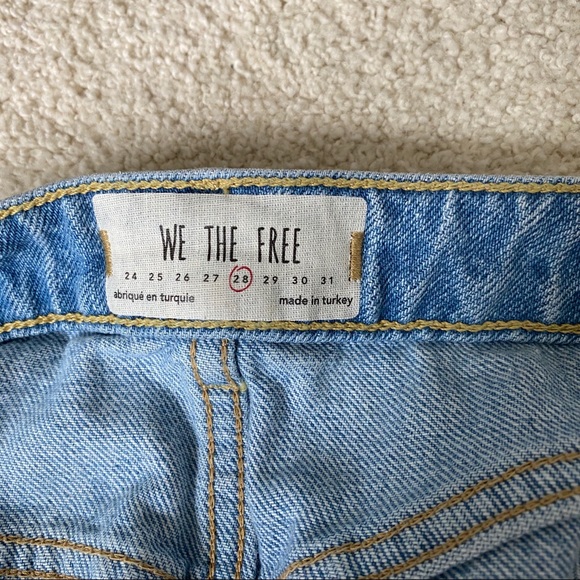 WE THE FREE
24 25 26 27 28 29 30 31
abriqué en turquie made in turkey